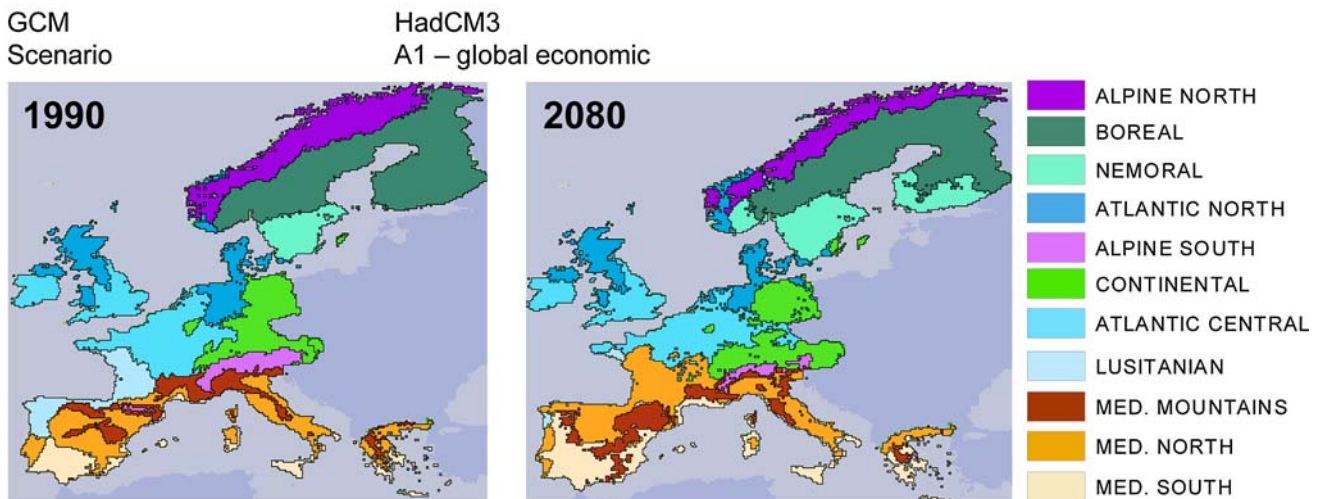 GCM HadCM3
Scenario A1 – global economic
1990
2080
ALPINE NORTH
BOREAL
NEMORAL
ATLANTIC NORTH
ALPINE SOUTH
CONTINENTAL
ATLANTIC CENTRAL
LUSITANIAN
MED. MOUNTAINS
MED. NORTH
MED. SOUTH